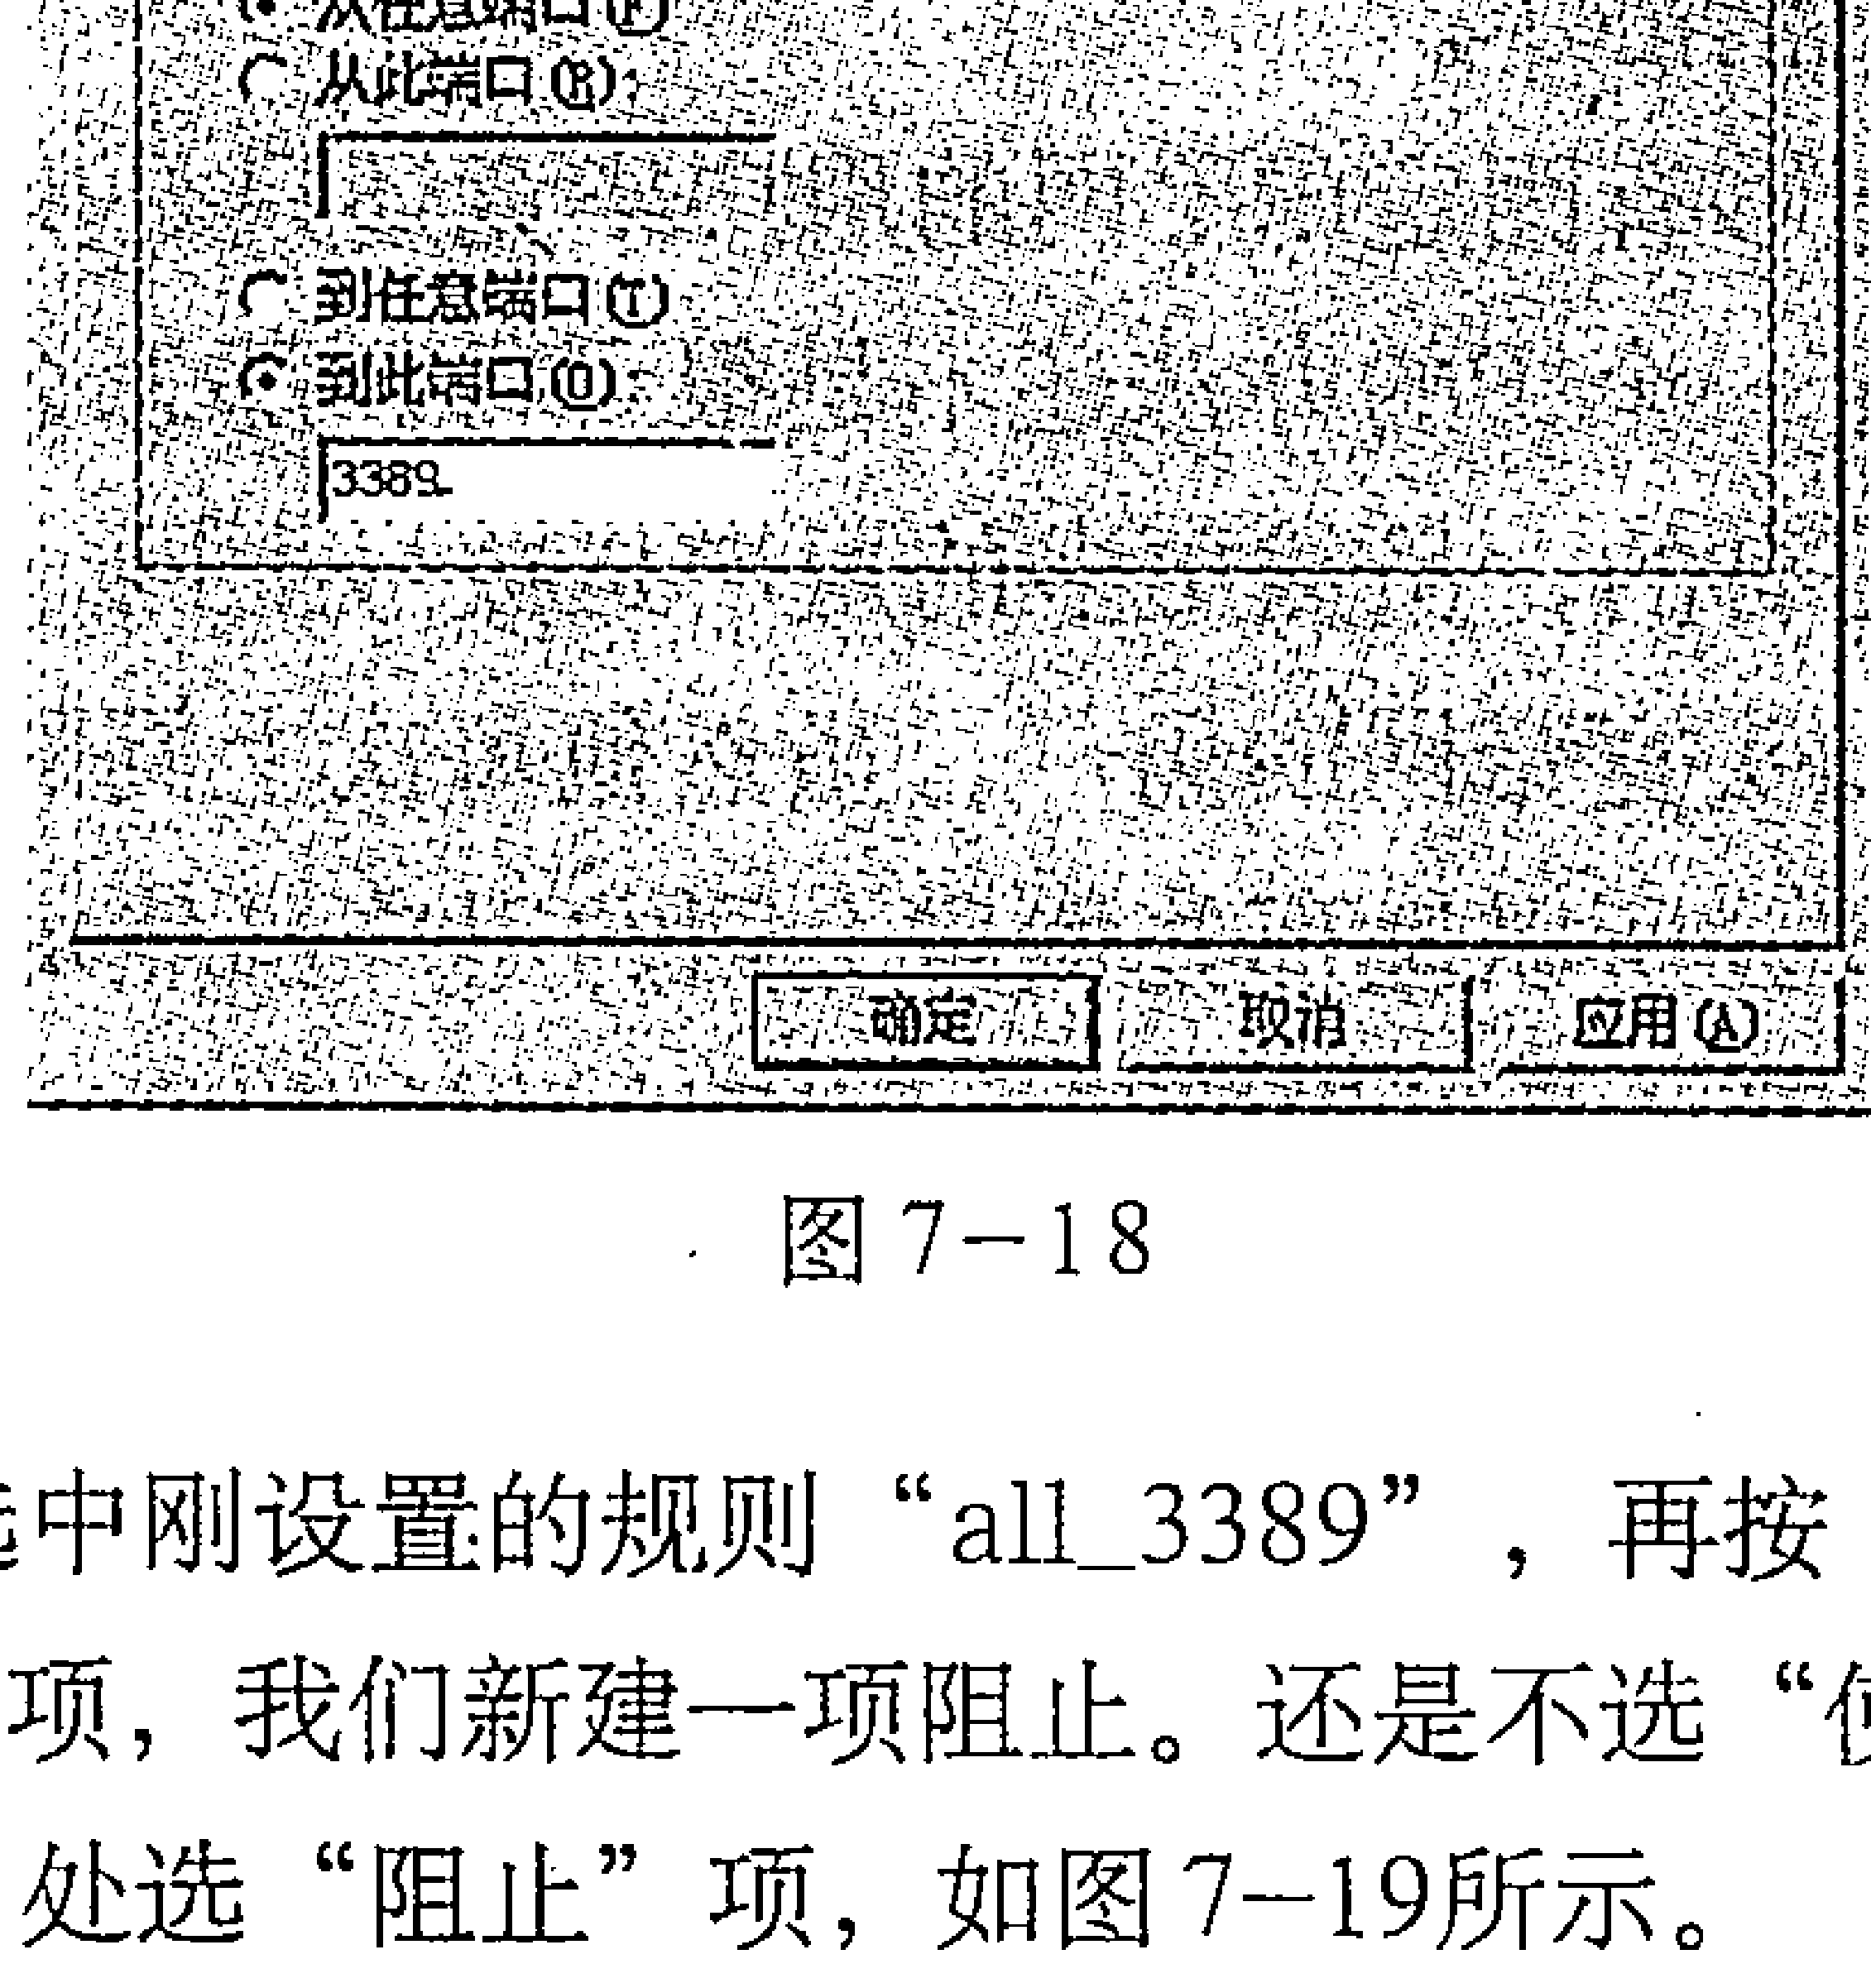 从任意端口(F)
从此端口(R):
到任意端口(T)
到此端口(O):
3389
确定 取消 应用(A)
图7-18
选中刚设置的规则“all_3389”，再按
项，我们新建一项阻止。还是不选“使
处选“阻止”项，如图7-19所示。